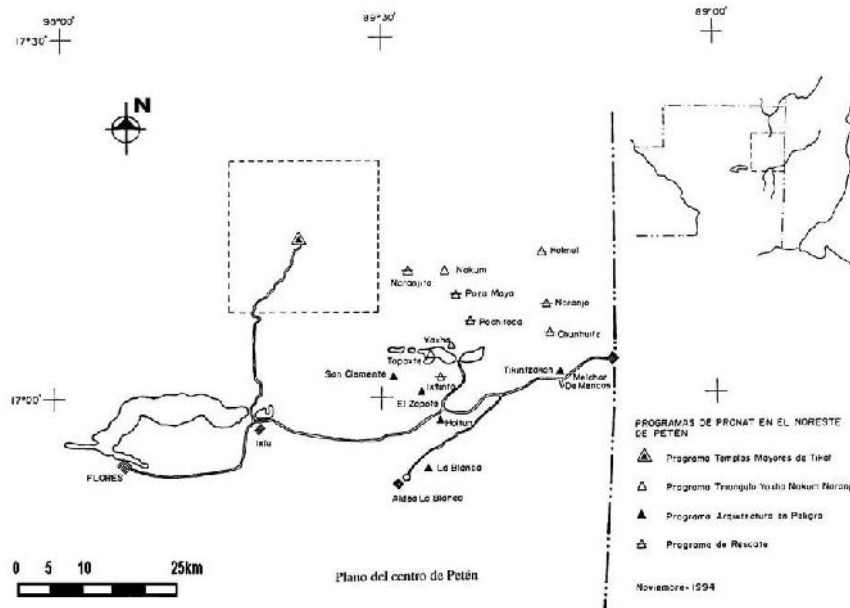 90°00'
89°30'
89°00'
17°30'
N
Holmul
Naranjito
Nakum
Poza Maya
Naranjo
Pochiteca
Chunhuitz
Yaxha
Topoxte
San Clemente
Tikintzakan
Melchor
De Mencos
Ixtinto
17°00'
El Zapote
Holtun
Ixlu
La Blanca
FLORES
Aldea La Blanca
PROGRAMAS DE PRONAT EN EL NORESTE
DE PETEN
Programa Templos Mayores de Tikal
Programa Triangulo Yaxha Nakum Naranj
Programa Arquitectura en Peligro
Programa de Rescate
0 5 10 25km
Plano del centro de Petén
Noviembre-1994